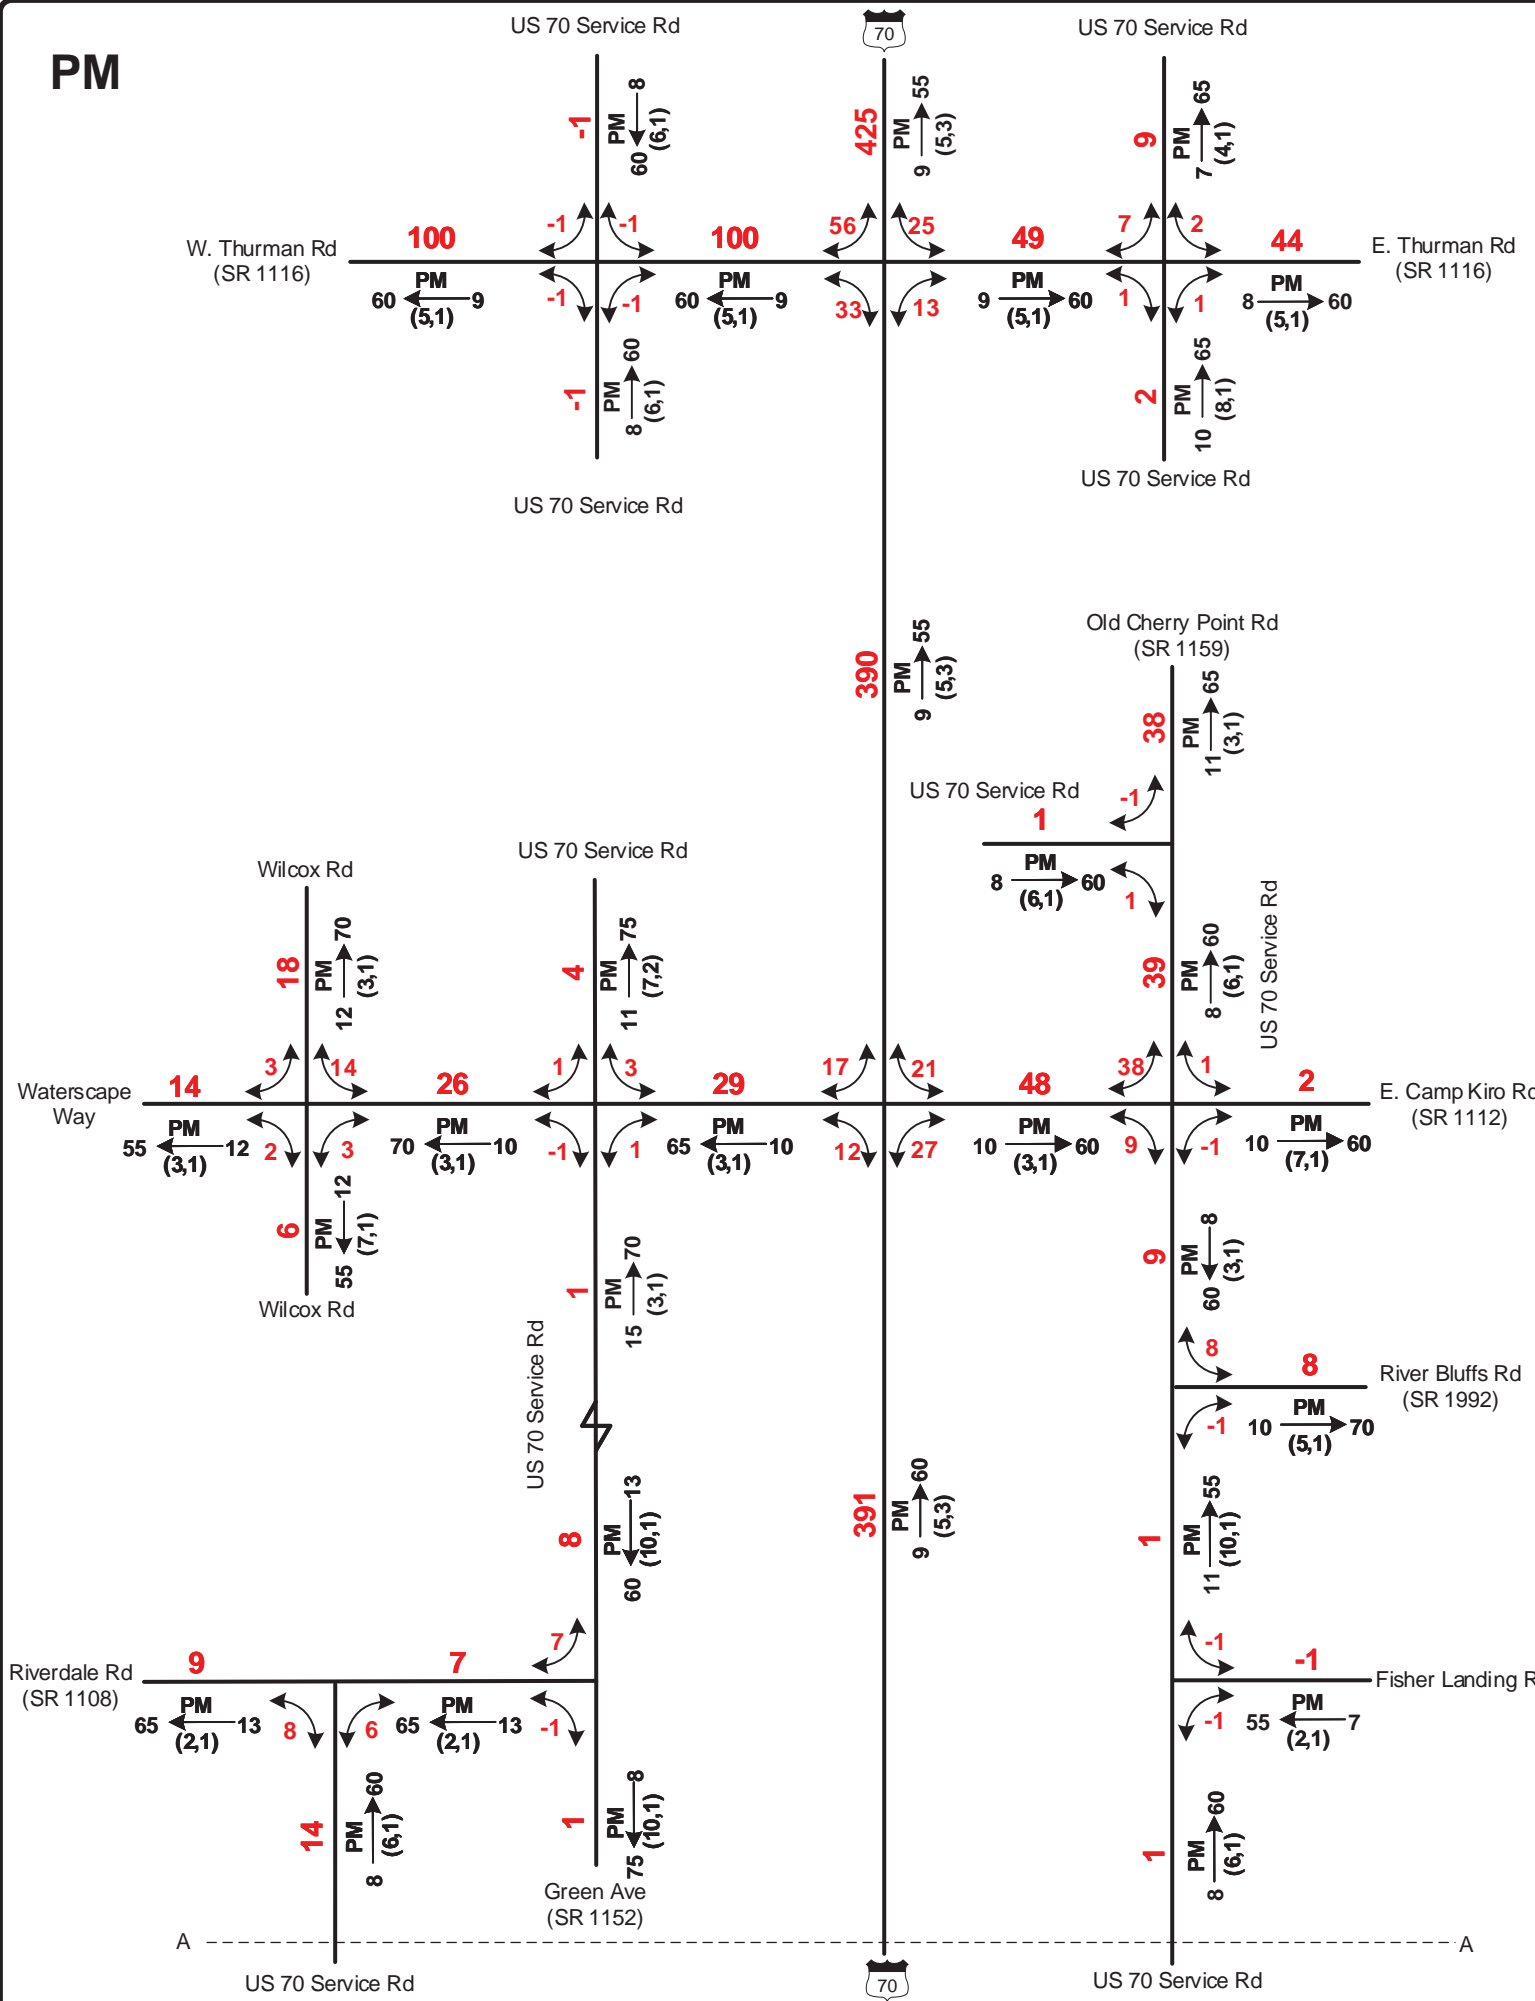 US 70 Service Rd
70
US 70 Service Rd
PM
-1
PM
8
60
(6,1)
425
PM
9
55
(5,3)
9
PM
7
65
(4,1)
W. Thurman Rd
(SR 1116)
100
-1
-1
100
56
25
49
7
2
44
E. Thurman Rd
(SR 1116)
60
PM
9
(5,1)
-1
-1
60
PM
9
(5,1)
33
13
9
PM
60
(5,1)
1
1
8
PM
60
(5,1)
-1
PM
8
60
(6,1)
2
PM
10
65
(8,1)
US 70 Service Rd
US 70 Service Rd
390
PM
9
55
(5,3)
Old Cherry Point Rd
(SR 1159)
38
PM
11
65
(3,1)
US 70 Service Rd
1
-1
8
PM
60
(6,1)
1
39
PM
8
60
(6,1)
US 70 Service Rd
Wilcox Rd
US 70 Service Rd
18
PM
12
70
(3,1)
4
PM
11
75
(7,2)
Waterscape
Way
14
3
14
26
1
3
29
17
21
48
38
1
2
E. Camp Kiro Rd
(SR 1112)
55
PM
12
(3,1)
2
3
70
PM
10
(3,1)
-1
1
65
PM
10
(3,1)
12
27
10
PM
60
(3,1)
9
-1
10
PM
60
(7,1)
6
PM
12
55
(7,1)
Wilcox Rd
1
PM
15
70
(3,1)
9
PM
8
60
(3,1)
US 70 Service Rd
8
8
River Bluffs Rd
(SR 1992)
-1
10
PM
70
(5,1)
8
PM
13
60
(10,1)
391
PM
9
60
(5,3)
1
PM
11
55
(10,1)
Riverdale Rd
(SR 1108)
9
7
7
-1
-1
Fisher Landing
65
PM
13
(2,1)
8
6
65
PM
13
(2,1)
-1
-1
55
PM
7
(2,1)
14
PM
8
60
(6,1)
1
PM
8
75
(10,1)
1
PM
8
60
(6,1)
Green Ave
(SR 1152)
A
A
US 70 Service Rd
70
US 70 Service Rd